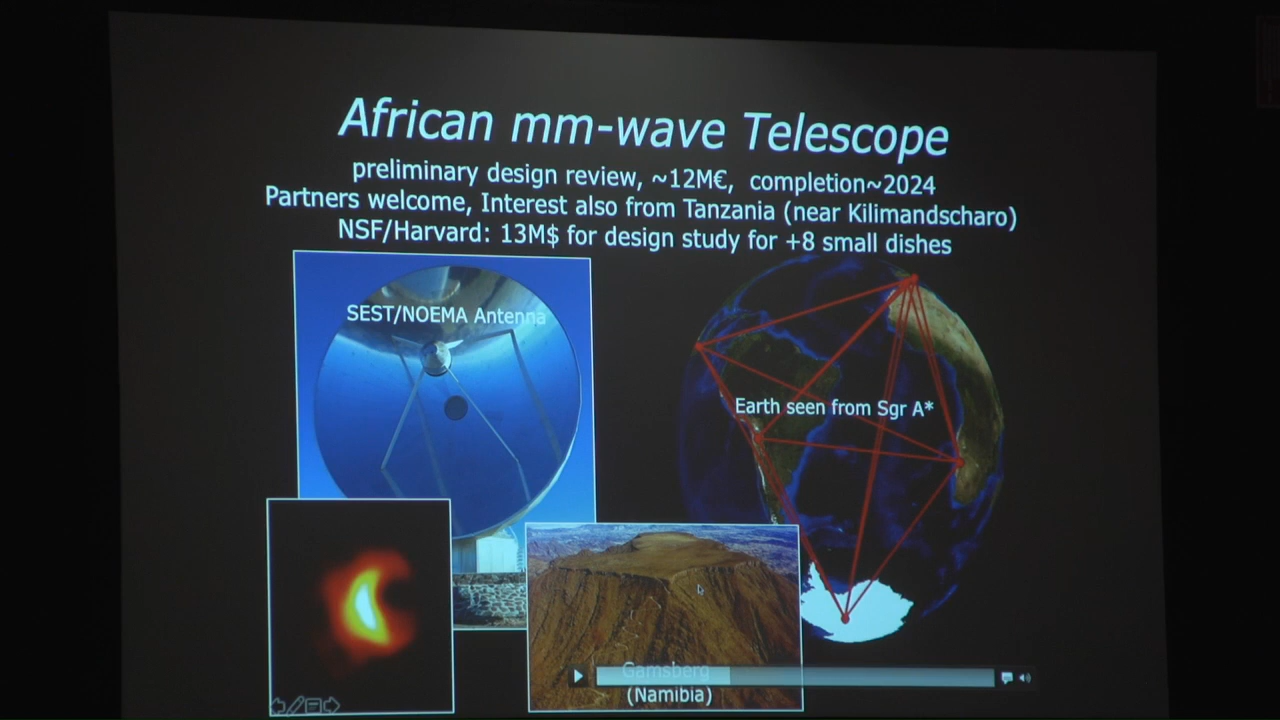 African mm-wave Telescope
preliminary design review, ~12M€, completion~2024
Partners welcome, Interest also from Tanzania (near Kilimandscharo)
NSF/Harvard: 13M$ for design study for +8 small dishes
SEST/NOEMA Antenna
Earth seen from Sgr A*
Gamsberg
(Namibia)